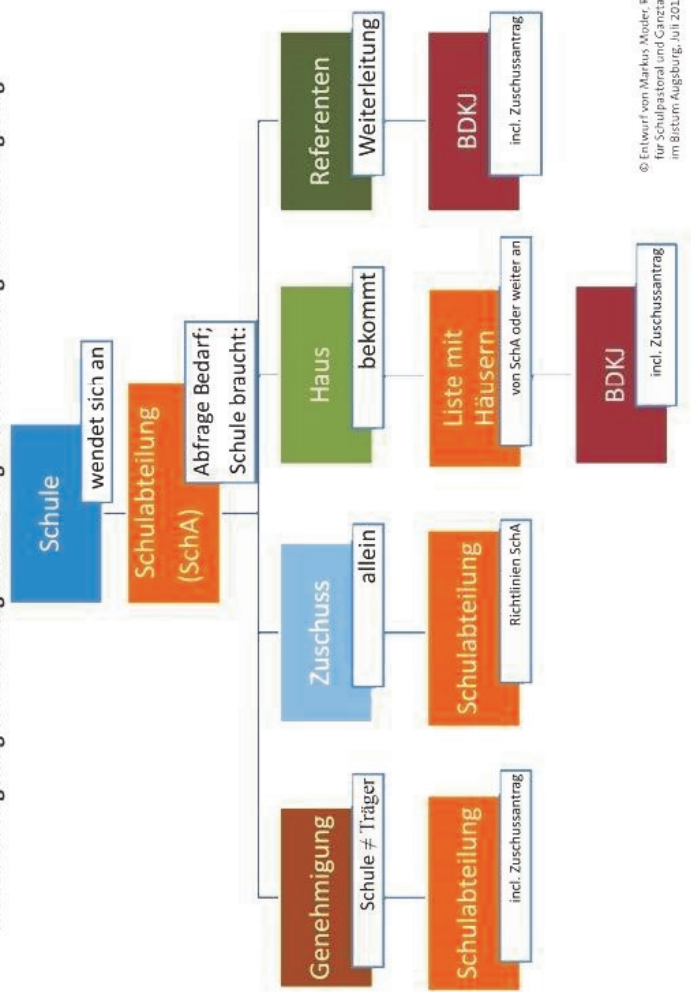 Schule
wendet sich an
Schulabteilung
(SchA)
Abfrage Bedarf;
Schule braucht:
Genehmigung
Schule ≠ Träger
Schulabteilung
incl. Zuschussantrag
Zuschuss
allein
Schulabteilung
Richtlinien SchA
Haus
bekommt
Liste mit
Häusern
von SchA oder weiter an
BDKJ
incl. Zuschussantrag
Referenten
Weiterleitung
BDKJ
incl. Zuschussantrag
© Entwurf von Markus Moder,
für Schulpastoral und
im Bistum Augsburg, Juli